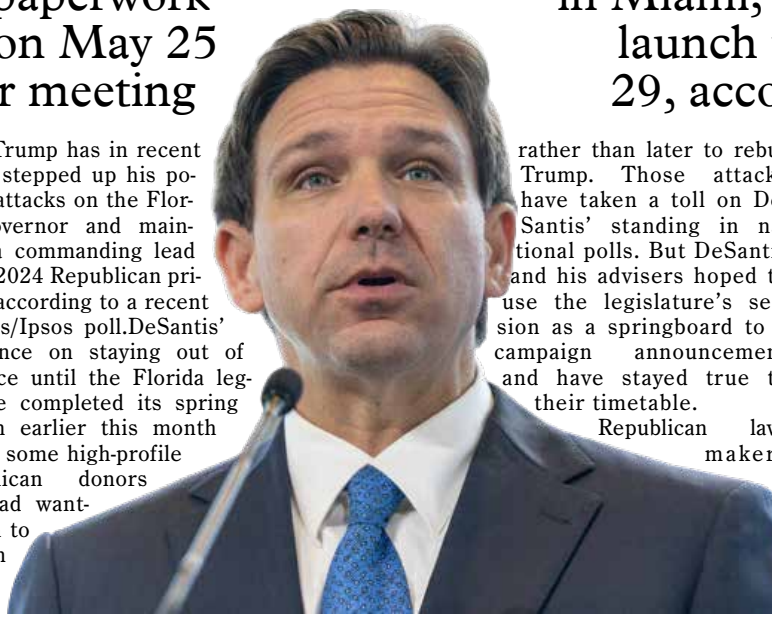 paperwork
on May 25
r meeting
in Miami,
launch
29, acco
Trump has in recent
stepped up his po-
attacks on the Flor-
vernor and main-
commanding lead
2024 Republican pri-
according to a recent
s/Ipsos poll.DeSantis'
nce on staying out of
ce until the Florida leg-
e completed its spring
n earlier this month
some high-profile
ican donors
ad want-
to
n
rather than later to rebu
Trump. Those attack
have taken a toll on De
Santis' standing in n
tional polls. But DeSanti
and his advisers hoped t
use the legislature's se
sion as a springboard to
campaign announcemen
and have stayed true t
their timetable.
Republican law
maker